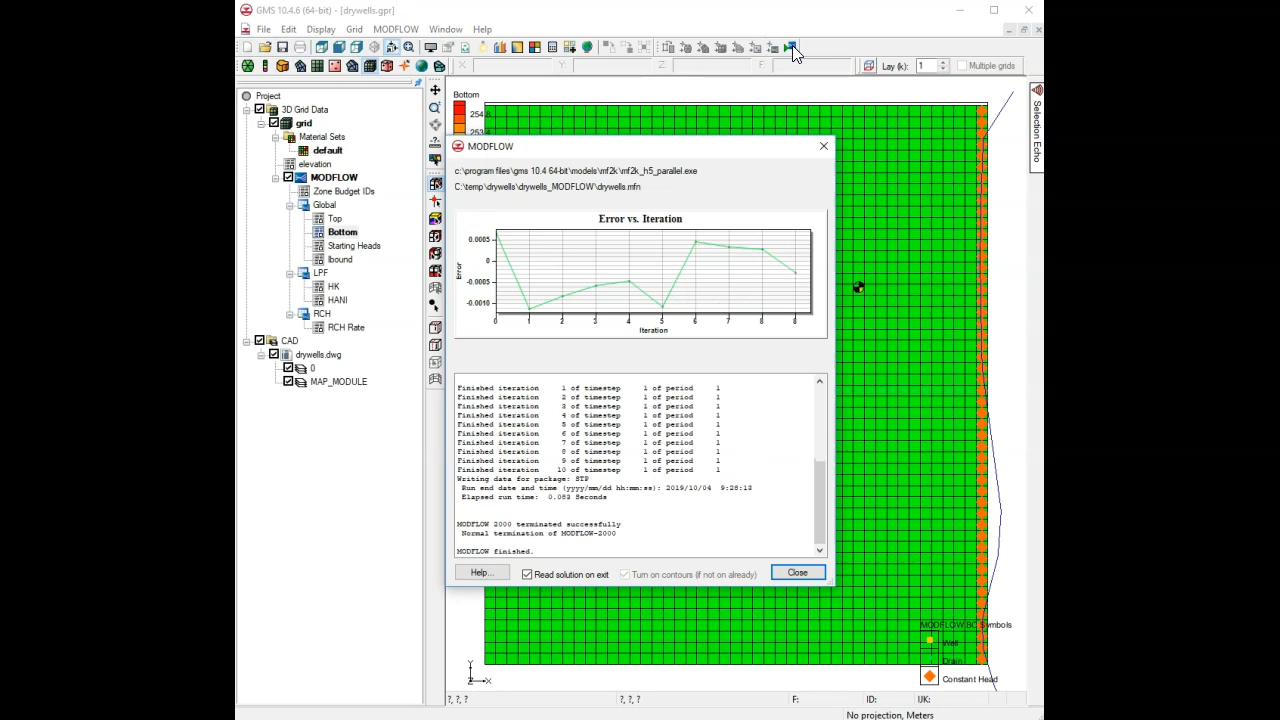 GMS 10.4.6 (64-bit) - [drywells.gpr]
File Edit Display Grid MODFLOW Window Help
X: Y: Z: F: Lay (k): 1 Multiple grids
Project
3D Grid Data
grid
Material Sets
default
elevation
MODFLOW
Zone Budget IDs
Global
Top
Bottom
Starting Heads
Ibound
LPF
HK
HANI
RCH
RCH Rate
CAD
drywells.dwg
0
MAP_MODULE
Bottom
Selection Echo
MODFLOW
c:\program files\gms 10.4 64-bit\models\mf2k\mf2k_h5_parallel.exe
C:\temp\drywells\drywells_MODFLOW\drywells.mfn
Error vs. Iteration
Error
0.0005
0
-0.0005
-0.0010
0 1 2 3 4 5 6 7 8 8
Iteration
Finished iteration 1 of timestep 1 of period 1
Finished iteration 2 of timestep 1 of period 1
Finished iteration 3 of timestep 1 of period 1
Finished iteration 4 of timestep 1 of period 1
Finished iteration 5 of timestep 1 of period 1
Finished iteration 6 of timestep 1 of period 1
Finished iteration 7 of timestep 1 of period 1
Finished iteration 8 of timestep 1 of period 1
Finished iteration 9 of timestep 1 of period 1
Finished iteration 10 of timestep 1 of period 1
Writing data for package: STP
Run end date and time (yyyy/mm/dd hh:mm:ss): 2019/10/04 9:28:13
Elapsed run time: 0.083 Seconds
MODFLOW 2000 terminated successfully
Normal termination of MODFLOW-2000
MODFLOW finished.
Help... Read solution on exit Turn on contours (if not on already) Close
MODFLOW BC Symbols
Well
Drain
Constant Head
Y
Z X
?, ?, ? ?, ?, ? F: ID: IJK:
No projection, Meters